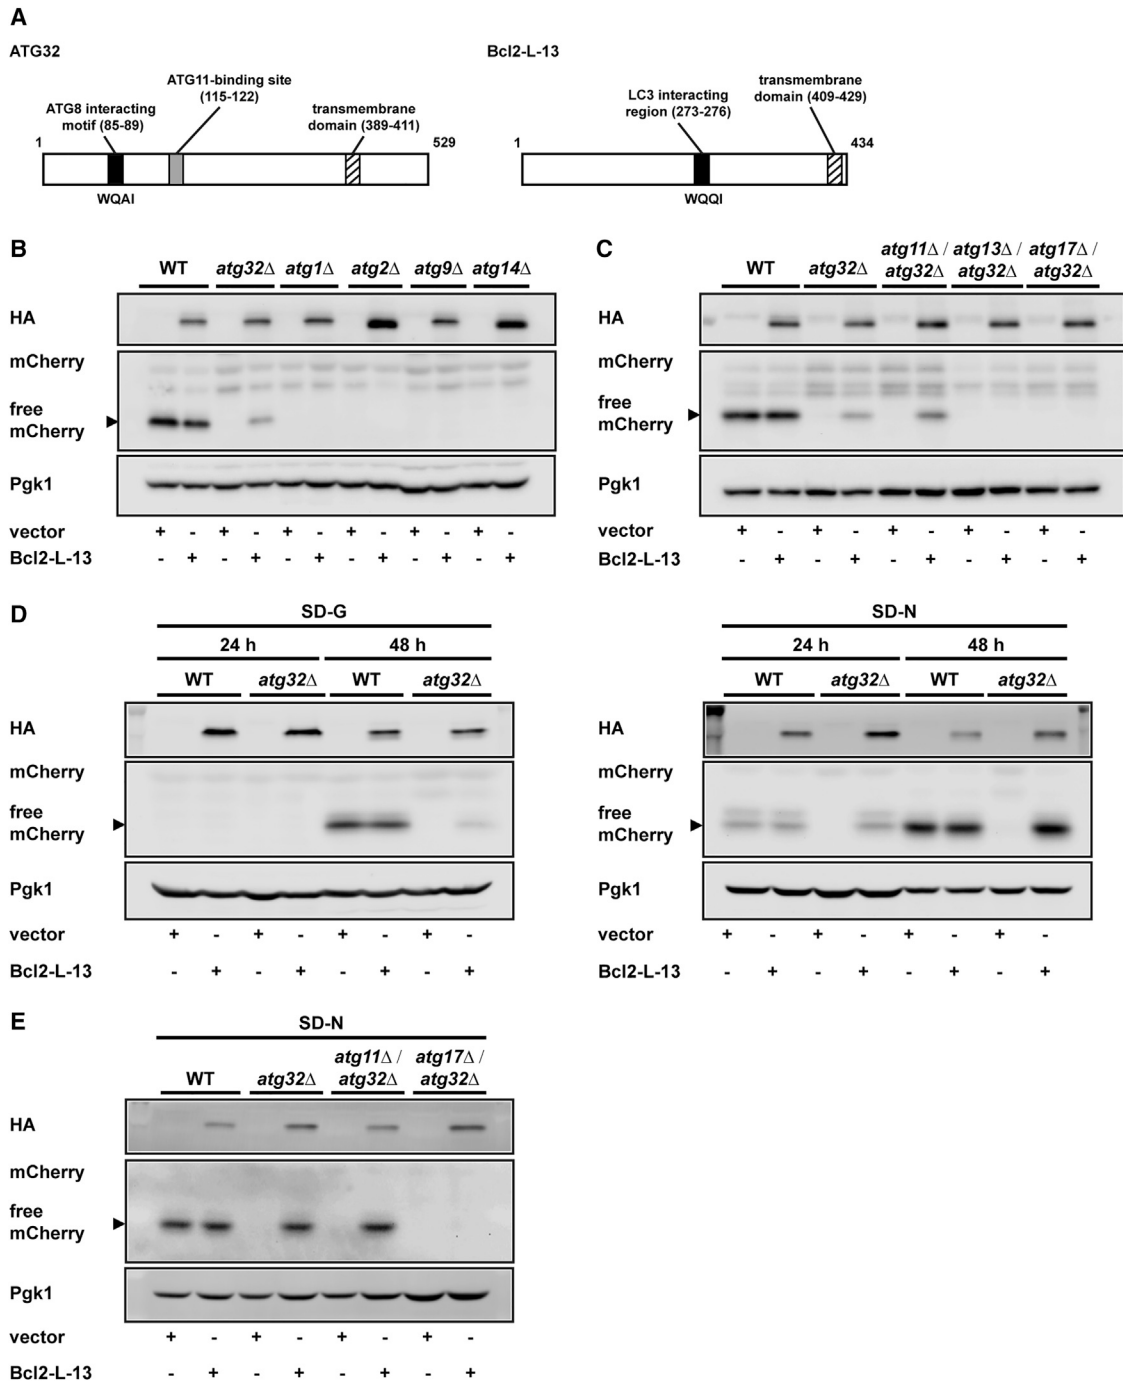 A
ATG32
Bcl2-L-13
ATG11-binding site
(115-122)
ATG8 interacting
motif (85-89)
transmembrane
domain (389-411)
1
529
WQAI
LC3 interacting
region (273-276)
transmembrane
domain (409-429)
1
434
WQQI
B
WT atg32Δ atg1Δ atg2Δ atg9Δ atg14Δ
HA
mCherry
free
mCherry
Pgk1
vector + - + - + - + - + - + -
Bcl2-L-13 - + - + - + - + - + - +
C
WT atg32Δ atg11Δ / atg32Δ atg13Δ / atg32Δ atg17Δ / atg32Δ
HA
mCherry
free
mCherry
Pgk1
vector + - + - + - + - + -
Bcl2-L-13 - + - + - + - + - +
D
SD-G
24 h 48 h
WT atg32Δ WT atg32Δ
HA
mCherry
free
mCherry
Pgk1
vector + - + - + - + -
Bcl2-L-13 - + - + - + - +
SD-N
24 h 48 h
WT atg32Δ WT atg32Δ
HA
mCherry
free
mCherry
Pgk1
vector + - + - + - + -
Bcl2-L-13 - + - + - + - +
E
SD-N
WT atg32Δ atg11Δ / atg32Δ atg17Δ / atg32Δ
HA
mCherry
free
mCherry
Pgk1
vector + - + - + - + -
Bcl2-L-13 - + - + - + - +